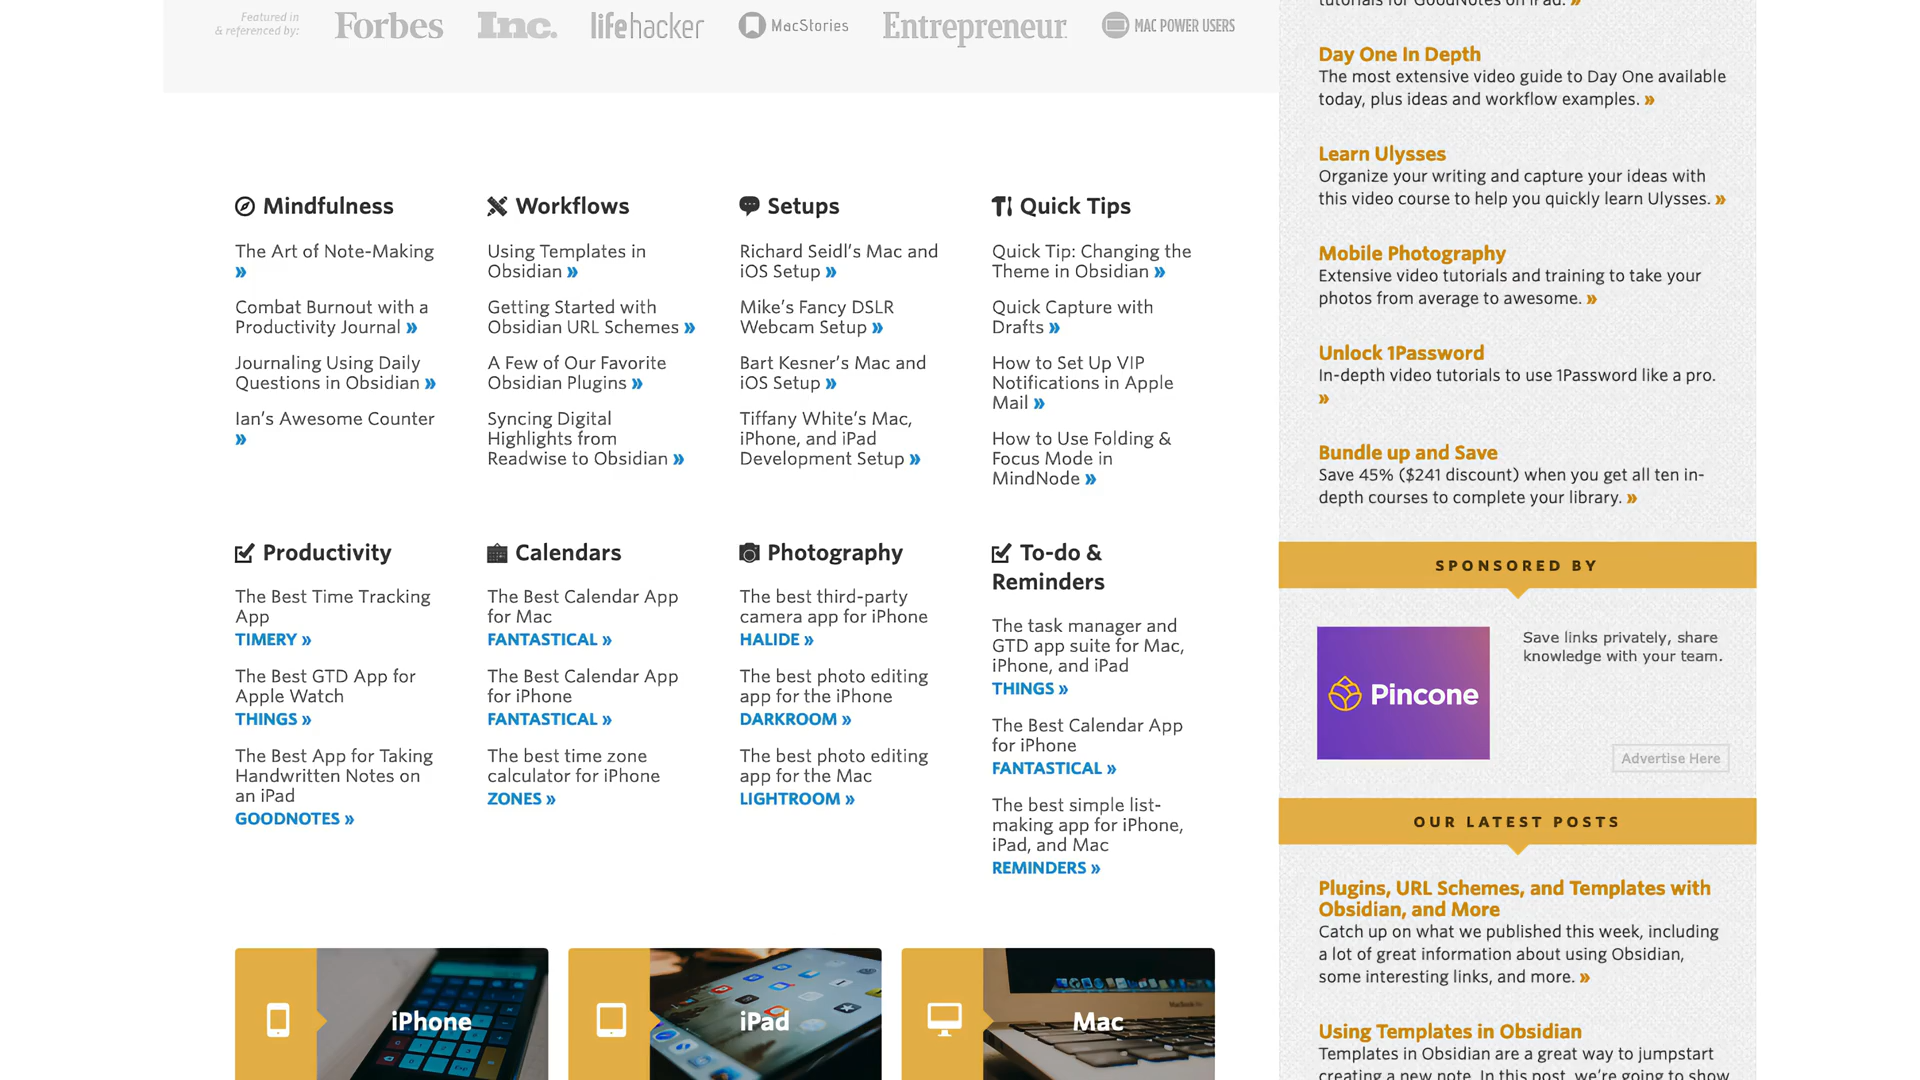 Featured in
& referenced by:
Forbes
Inc.
lifehacker
MacStories
Entrepreneur
MAC POWER USERS
Mindfulness
The Art of Note-Making
»
Combat Burnout with a
Productivity Journal »
Journaling Using Daily
Questions in Obsidian »
Ian's Awesome Counter
»
Workflows
Using Templates in
Obsidian »
Getting Started with
Obsidian URL Schemes »
A Few of Our Favorite
Obsidian Plugins »
Syncing Digital
Highlights from
Readwise to Obsidian »
Setups
Richard Seidl's Mac and
iOS Setup »
Mike's Fancy DSLR
Webcam Setup »
Bart Kesner's Mac and
iOS Setup »
Tiffany White's Mac,
iPhone, and iPad
Development Setup »
Quick Tips
Quick Tip: Changing the
Theme in Obsidian »
Quick Capture with
Drafts »
How to Set Up VIP
Notifications in Apple
Mail »
How to Use Folding &
Focus Mode in
MindNode »
Productivity
The Best Time Tracking
App
TIMERY »
The Best GTD App for
Apple Watch
THINGS »
The Best App for Taking
Handwritten Notes on
an iPad
GOODNOTES »
Calendars
The Best Calendar App
for Mac
FANTASTICAL »
The Best Calendar App
for iPhone
FANTASTICAL »
The best time zone
calculator for iPhone
ZONES »
Photography
The best third-party
camera app for iPhone
HALIDE »
The best photo editing
app for the iPhone
DARKROOM »
The best photo editing
app for the Mac
LIGHTROOM »
To-do &
Reminders
The task manager and
GTD app suite for Mac,
iPhone, and iPad
THINGS »
The Best Calendar App
for iPhone
FANTASTICAL »
The best simple list-
making app for iPhone,
iPad, and Mac
REMINDERS »
iPhone
iPad
Mac
tutorials for GoodNotes on iPad. »
Day One In Depth
The most extensive video guide to Day One available
today, plus ideas and workflow examples. »
Learn Ulysses
Organize your writing and capture your ideas with
this video course to help you quickly learn Ulysses. »
Mobile Photography
Extensive video tutorials and training to take your
photos from average to awesome. »
Unlock 1Password
In-depth video tutorials to use 1Password like a pro.
»
Bundle up and Save
Save 45% ($241 discount) when you get all ten in-
depth courses to complete your library. »
SPONSORED BY
Pincone
Save links privately, share
knowledge with your team.
Advertise Here
OUR LATEST POSTS
Plugins, URL Schemes, and Templates with
Obsidian, and More
Catch up on what we published this week, including
a lot of great information about using Obsidian,
some interesting links, and more. »
Using Templates in Obsidian
Templates in Obsidian are a great way to jumpstart
creating a new note. In this post, we're going to show